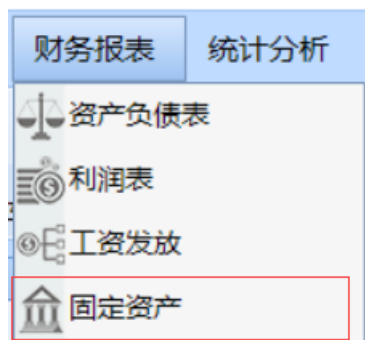 财务报表 统计分析
资产负债表
利润表
工资发放
固定资产